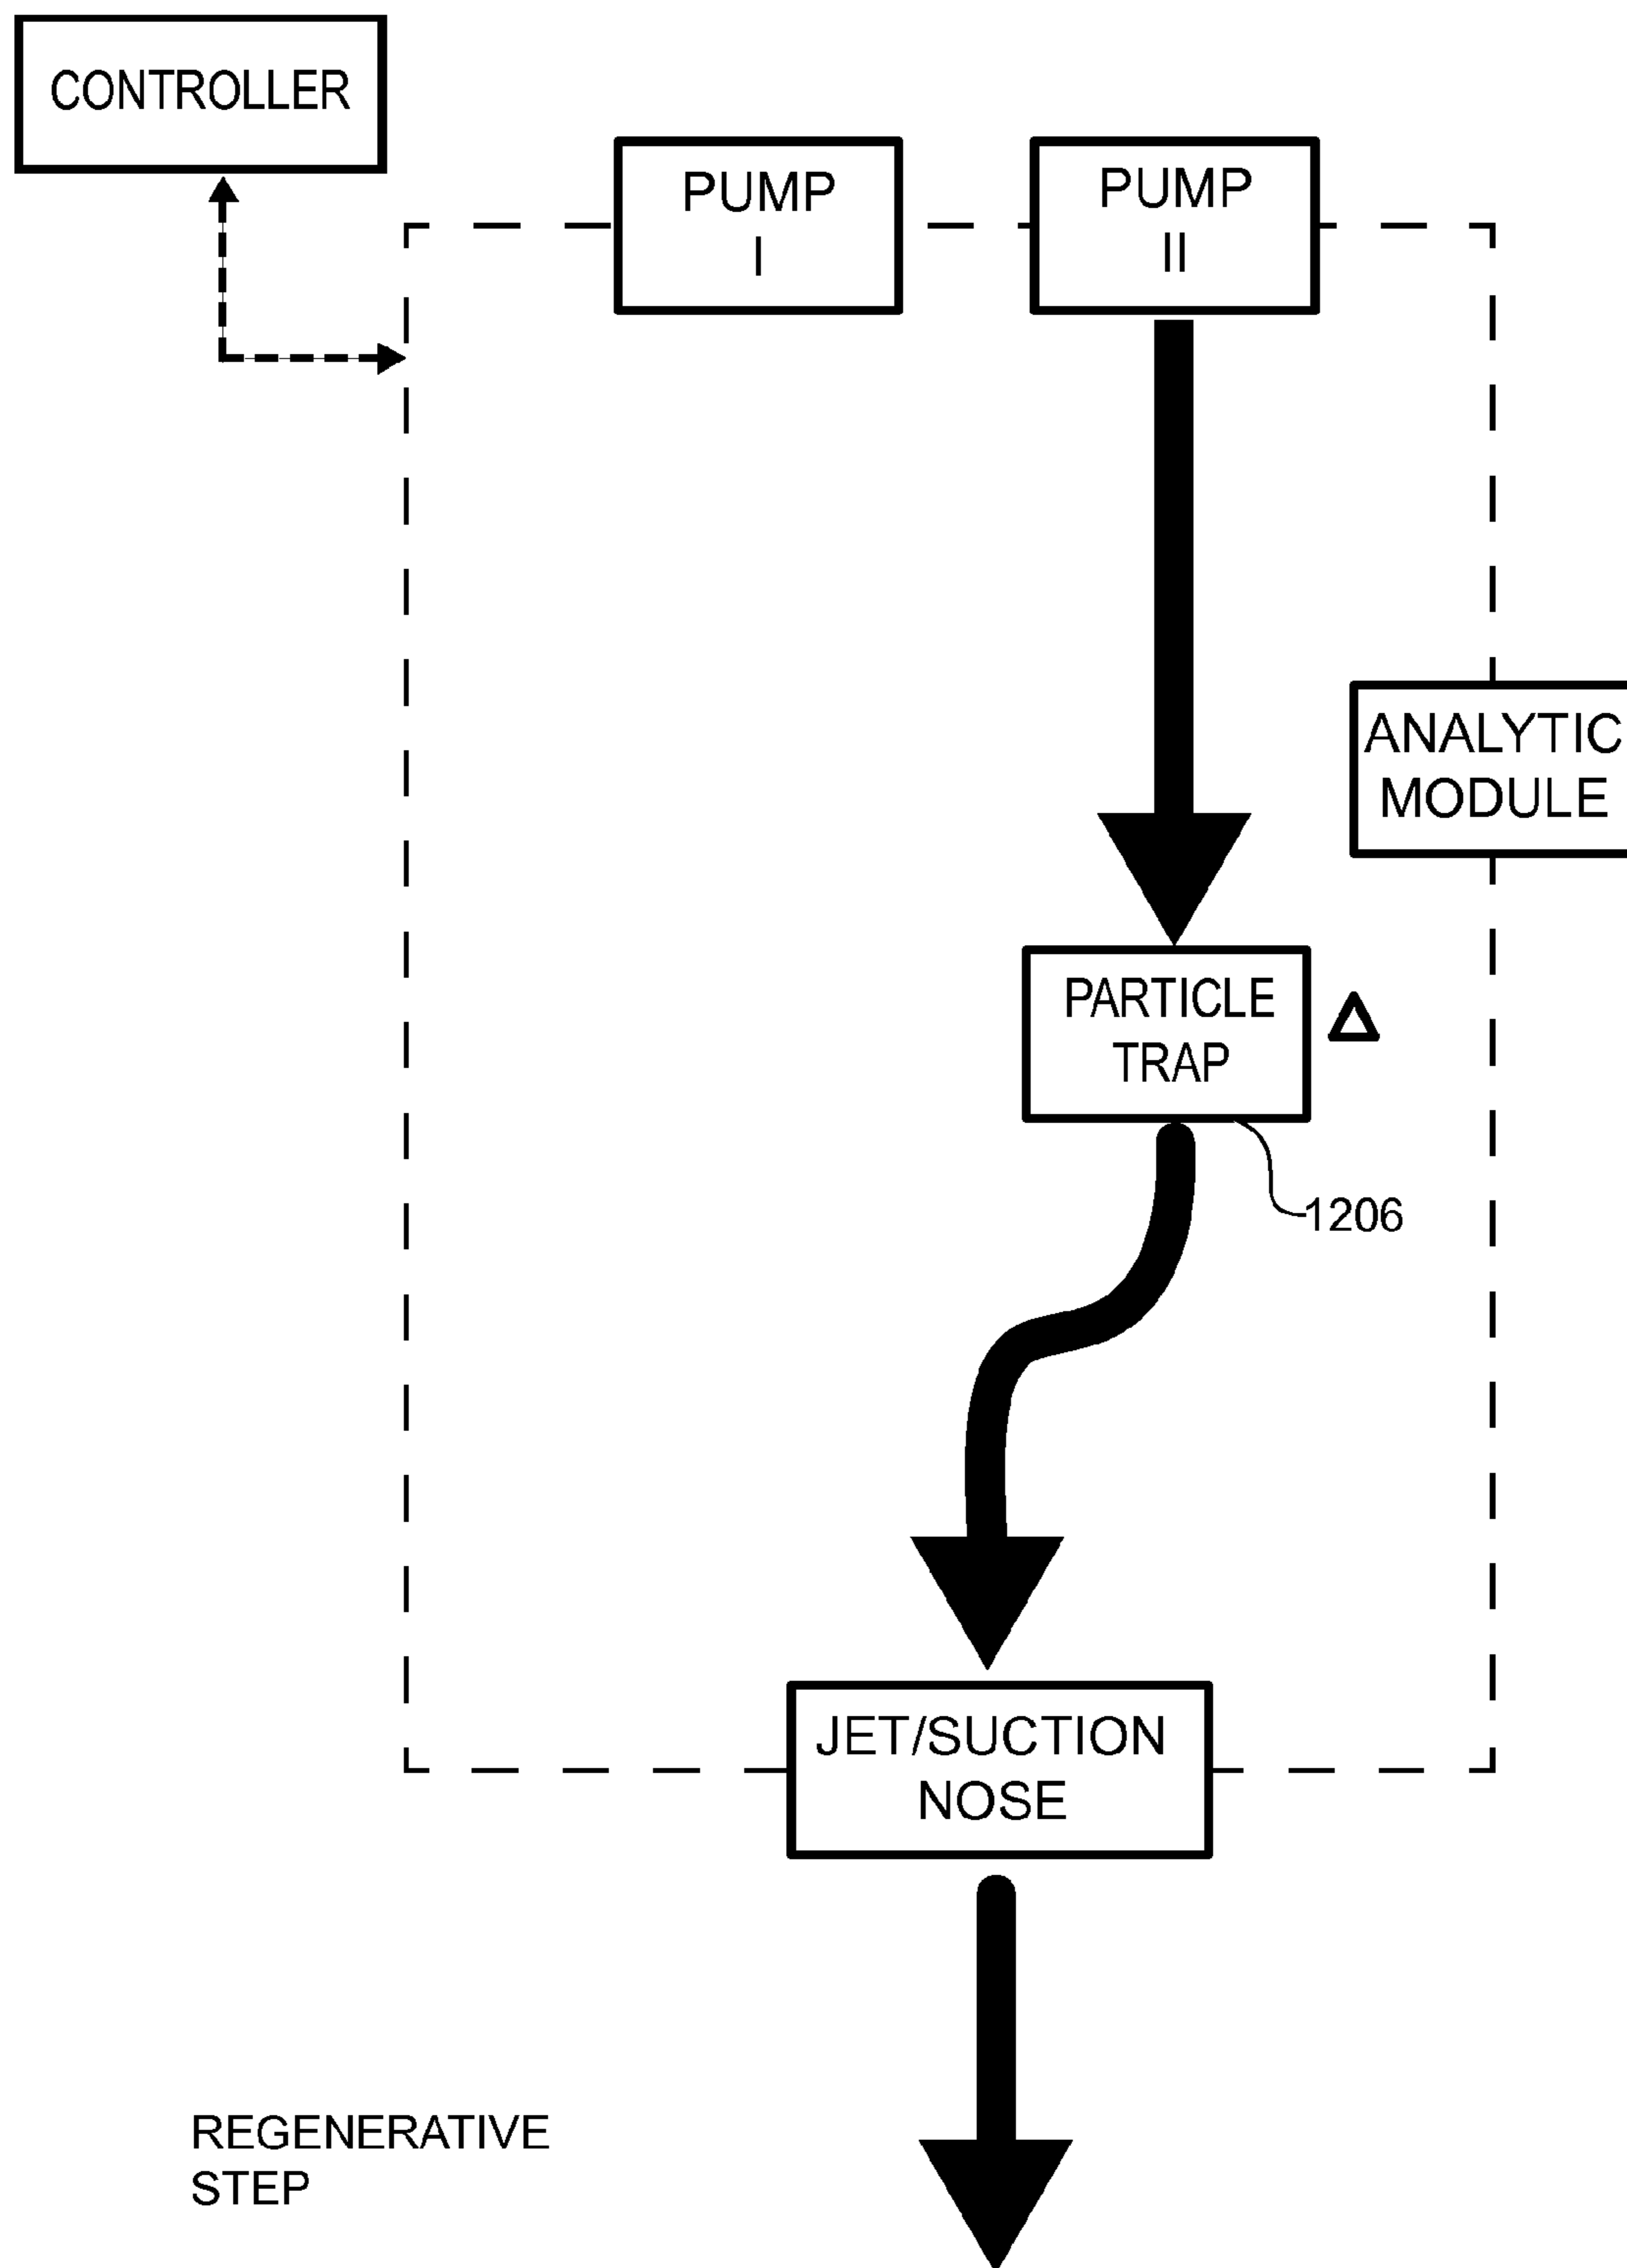 CONTROLLER
PUMP
I
PUMP
II
ANALYTIC
MODULE
PARTICLE
TRAP
1206
JET/SUCTION
NOSE
REGENERATIVE
STEP